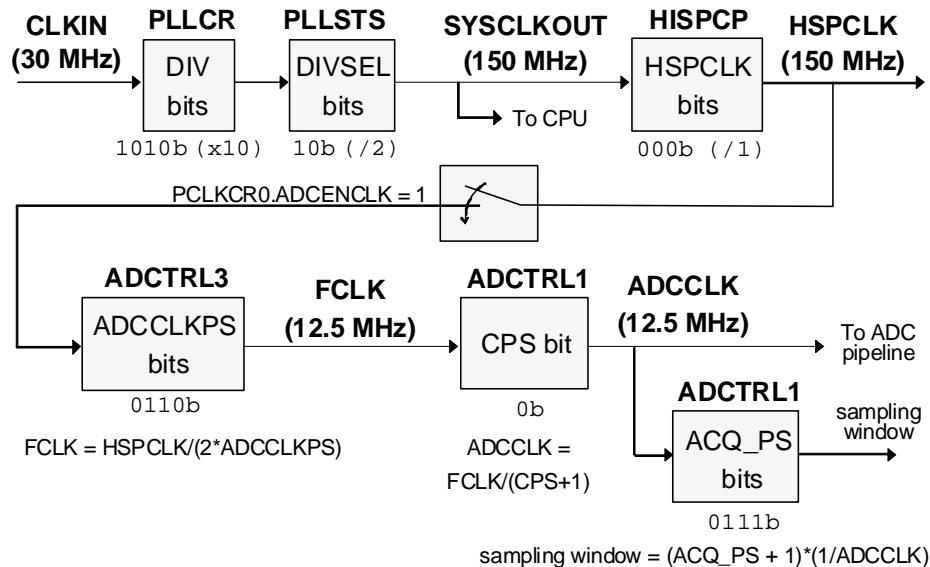 CLKIN
(30 MHz)
PLLCR
DIV
bits
1010b (x10)
PLLSTS
DIVSEL
bits
10b (/2)
SYSCLKOUT
(150 MHz)
To CPU
HISPCP
HSPCLK
bits
000b (/1)
HSPCLK
(150 MHz)
PCLKCR0.ADCENCLK = 1
ADCTRL3
ADCCLKPS
bits
0110b
FCLK = HSPCLK/(2*ADCCLKPS)
FCLK
(12.5 MHz)
ADCTRL1
CPS bit
0b
ADCCLK =
FCLK/(CPS+1)
ADCCLK
(12.5 MHz)
To ADC
pipeline
ADCTRL1
ACQ_PS
bits
0111b
sampling
window
sampling window = (ACQ_PS + 1)*(1/ADCCLK)